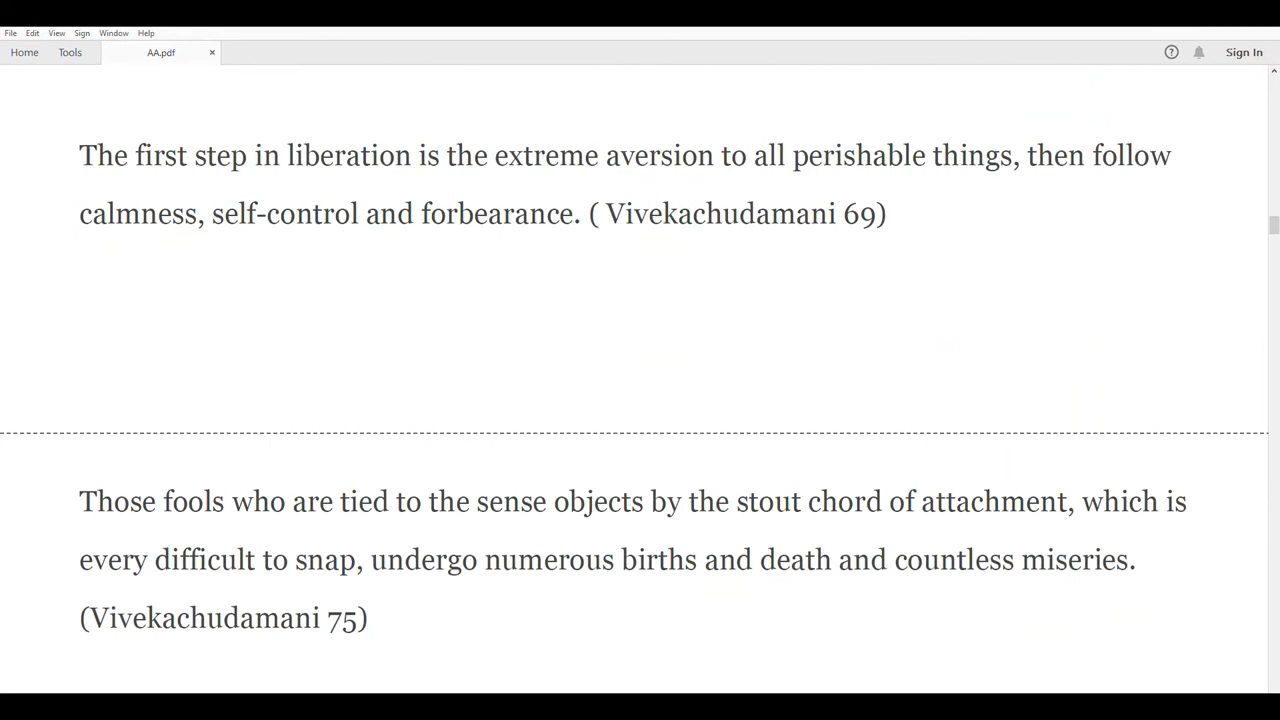 File Edit View Sign Window Help
Home Tools AA.pdf × ? Sign In
The first step in liberation is the extreme aversion to all perishable things, then follow
calmness, self-control and forbearance. ( Vivekachudamani 69)
Those fools who are tied to the sense objects by the stout chord of attachment, which is
every difficult to snap, undergo numerous births and death and countless miseries.
(Vivekachudamani 75)